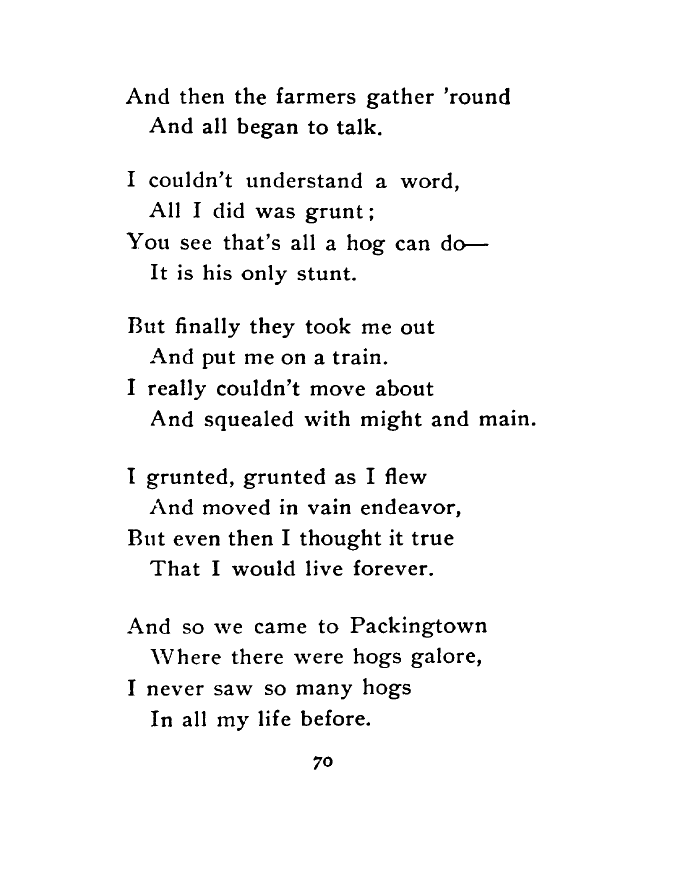 And then the farmers gather 'round
And all began to talk.
I couldn't understand a word,
All I did was grunt;
You see that's all a hog can do—
It is his only stunt.
But finally they took me out
And put me on a train.
I really couldn't move about
And squealed with might and main.
I grunted, grunted as I flew
And moved in vain endeavor,
But even then I thought it true
That I would live forever.
And so we came to Packingtown
Where there were hogs galore,
I never saw so many hogs
In all my life before.
70